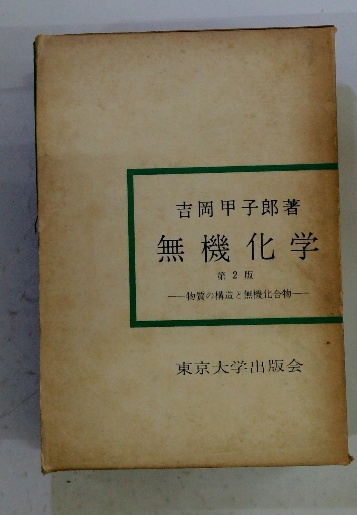 吉岡甲子郎著
無機化学
第2版
──物質の構造と無機化合物──
東京大学出版会